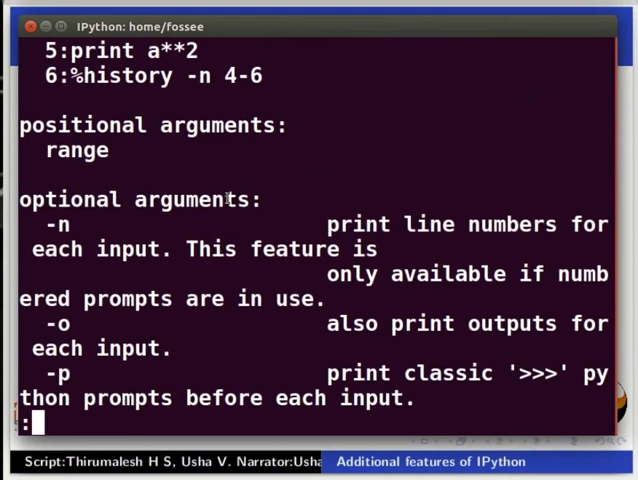 IPython: home/fossee
5:print a**2
6:%history -n 4-6
positional arguments:
range
optional arguments:
-n print line numbers for
each input. This feature is
only available if numb
ered prompts are in use.
-o also print outputs for
each input.
-p print classic '>>>' py
thon prompts before each input.
:
Script:Thirumalesh H S, Usha V. Narrator:Usha Additional features of IPython